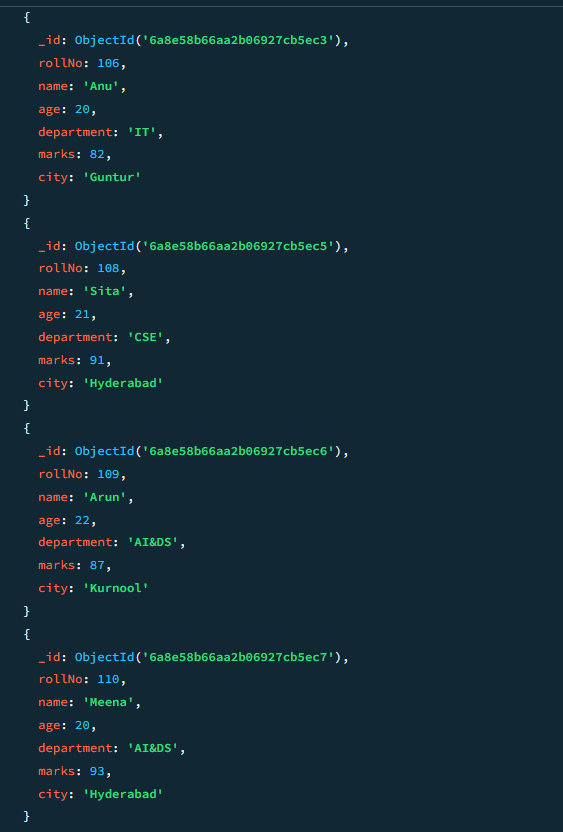 {
_id: ObjectId('6a8e58b66aa2b06927cb5ec3'),
rollNo: 106,
name: 'Anu',
age: 20,
department: 'IT',
marks: 82,
city: 'Guntur'
}
{
_id: ObjectId('6a8e58b66aa2b06927cb5ec5'),
rollNo: 108,
name: 'Sita',
age: 21,
department: 'CSE',
marks: 91,
city: 'Hyderabad'
}
{
_id: ObjectId('6a8e58b66aa2b06927cb5ec6'),
rollNo: 109,
name: 'Arun',
age: 22,
department: 'AI&DS',
marks: 87,
city: 'Kurnool'
}
{
_id: ObjectId('6a8e58b66aa2b06927cb5ec7'),
rollNo: 110,
name: 'Meena',
age: 20,
department: 'AI&DS',
marks: 93,
city: 'Hyderabad'
}